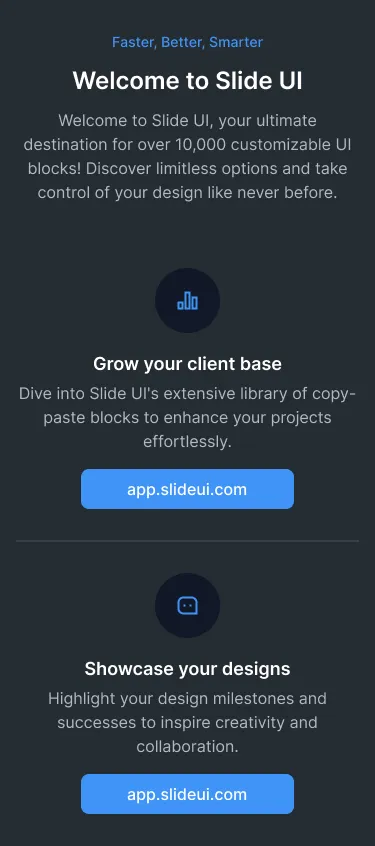 Faster, Better, Smarter
Welcome to Slide UI
Welcome to Slide UI, your ultimate
destination for over 10,000 customizable UI
blocks! Discover limitless options and take
control of your design like never before.
Grow your client base
Dive into Slide UI's extensive library of copy-
paste blocks to enhance your projects
effortlessly.
app.slideui.com
Showcase your designs
Highlight your design milestones and
successes to inspire creativity and
collaboration.
app.slideui.com